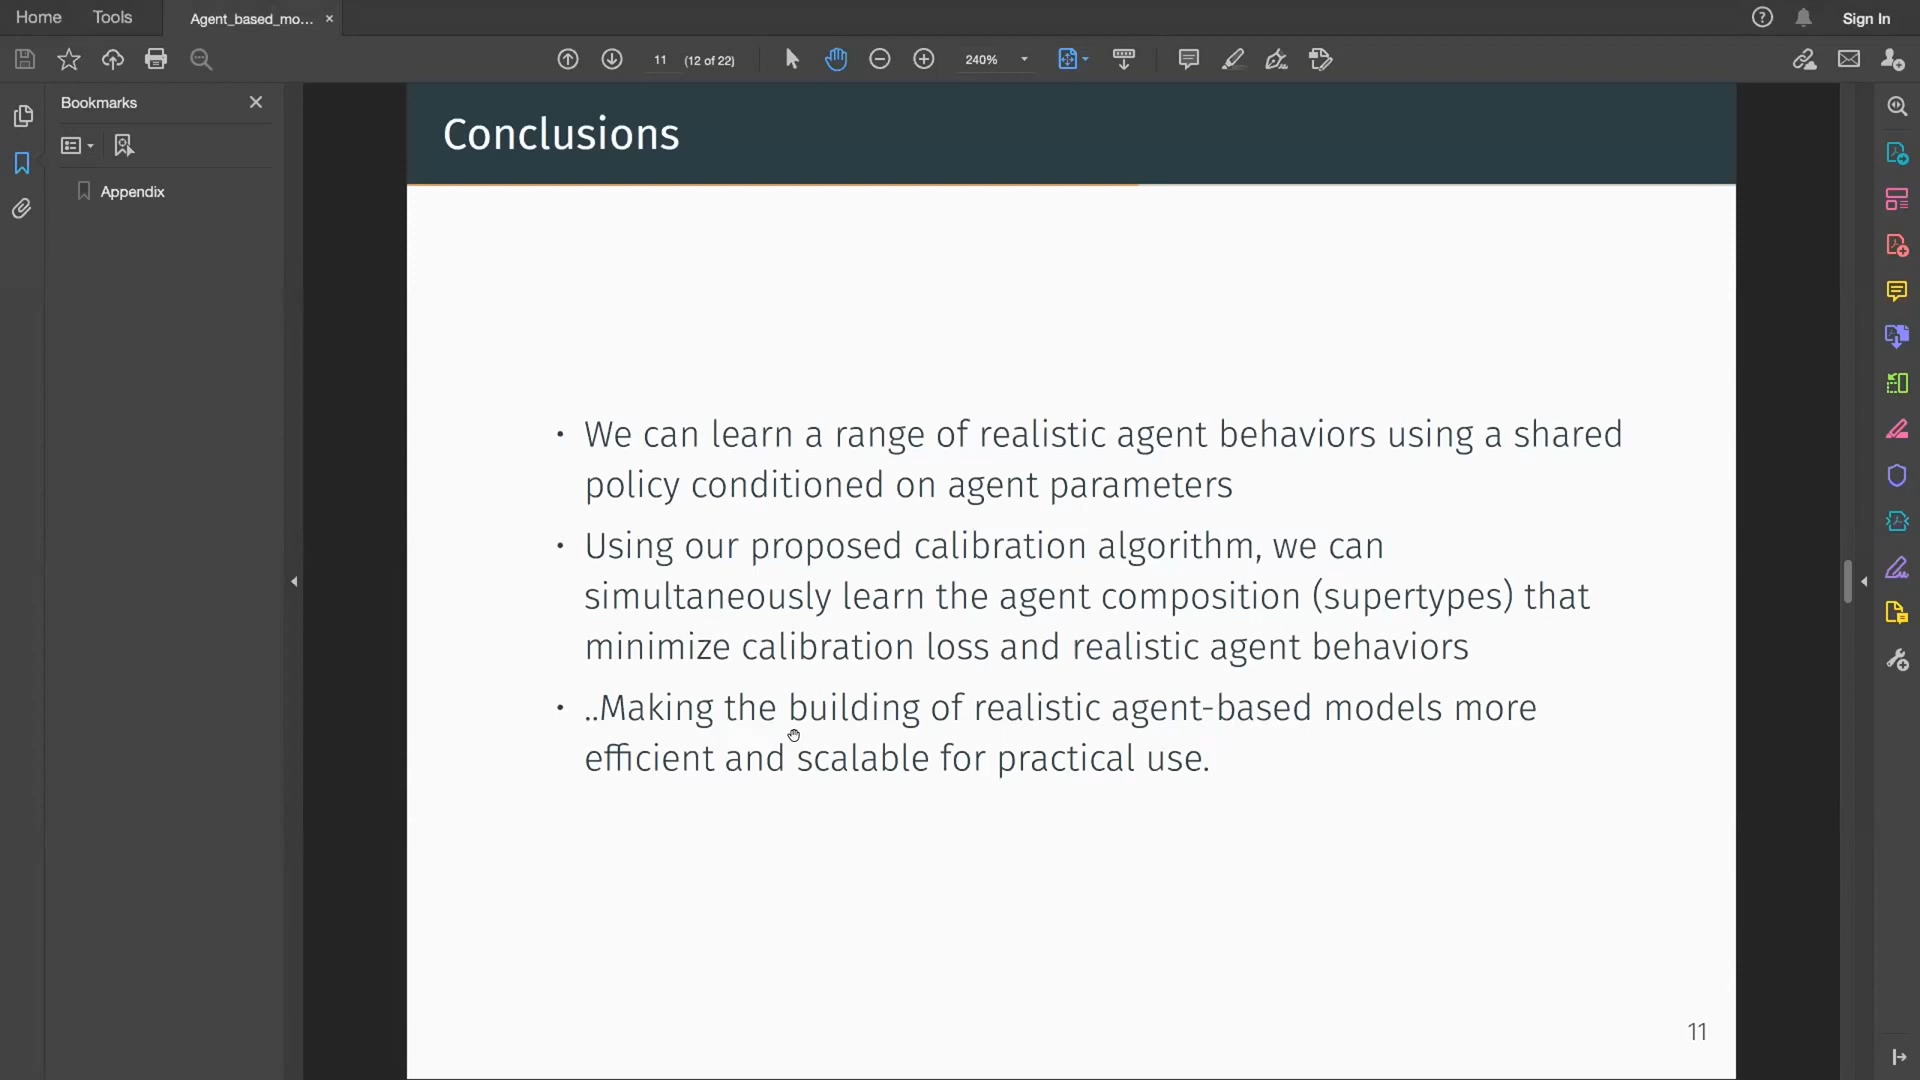 Home Tools Agent_based_mo... × Sign In
11 (12 of 22) 240%
Bookmarks
Appendix
Conclusions
• We can learn a range of realistic agent behaviors using a shared
policy conditioned on agent parameters
• Using our proposed calibration algorithm, we can
simultaneously learn the agent composition (supertypes) that
minimize calibration loss and realistic agent behaviors
• ..Making the building of realistic agent-based models more
efficient and scalable for practical use.
11